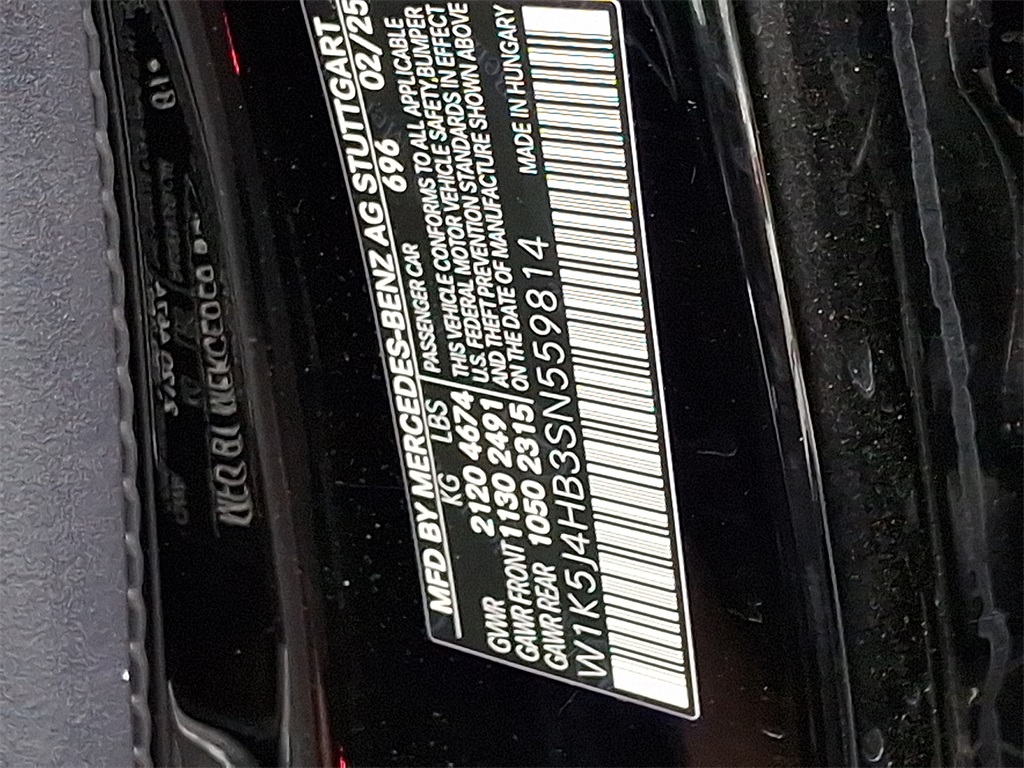 MFD BY MERCEDES-BENZ AG STUTTGART
KG LBS 696 02/25
GVWR 2120 4674
GAWR FRONT 1130 2491
GAWR REAR 1050 2315
PASSENGER CAR
THIS VEHICLE CONFORMS TO ALL APPLICABLE
U.S. FEDERAL MOTOR VEHICLE SAFETY, BUMPER
AND THEFT PREVENTION STANDARDS IN EFFECT
ON THE DATE OF MANUFACTURE SHOWN ABOVE
MADE IN HUNGARY
W1K5J4HB3SN559814